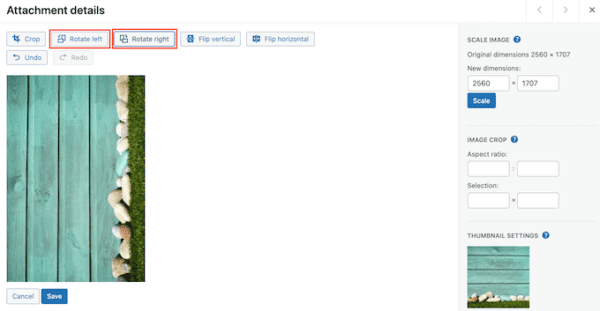 Attachment details
Crop
Rotate left
Rotate right
Flip vertical
Flip horizontal
Undo
Redo
Cancel
Save
SCALE IMAGE ?
Original dimensions 2560 × 1707
New dimensions:
2560 × 1707
Scale
IMAGE CROP ?
Aspect ratio:
:
Selection:
×
THUMBNAIL SETTINGS ?